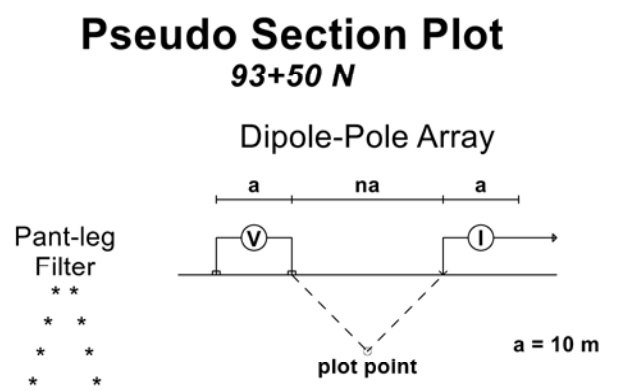 Pseudo Section Plot
93+50 N
Dipole-Pole Array
a na a
Pant-leg
Filter
V I
* *
* *
* *
* *
plot point
a = 10 m